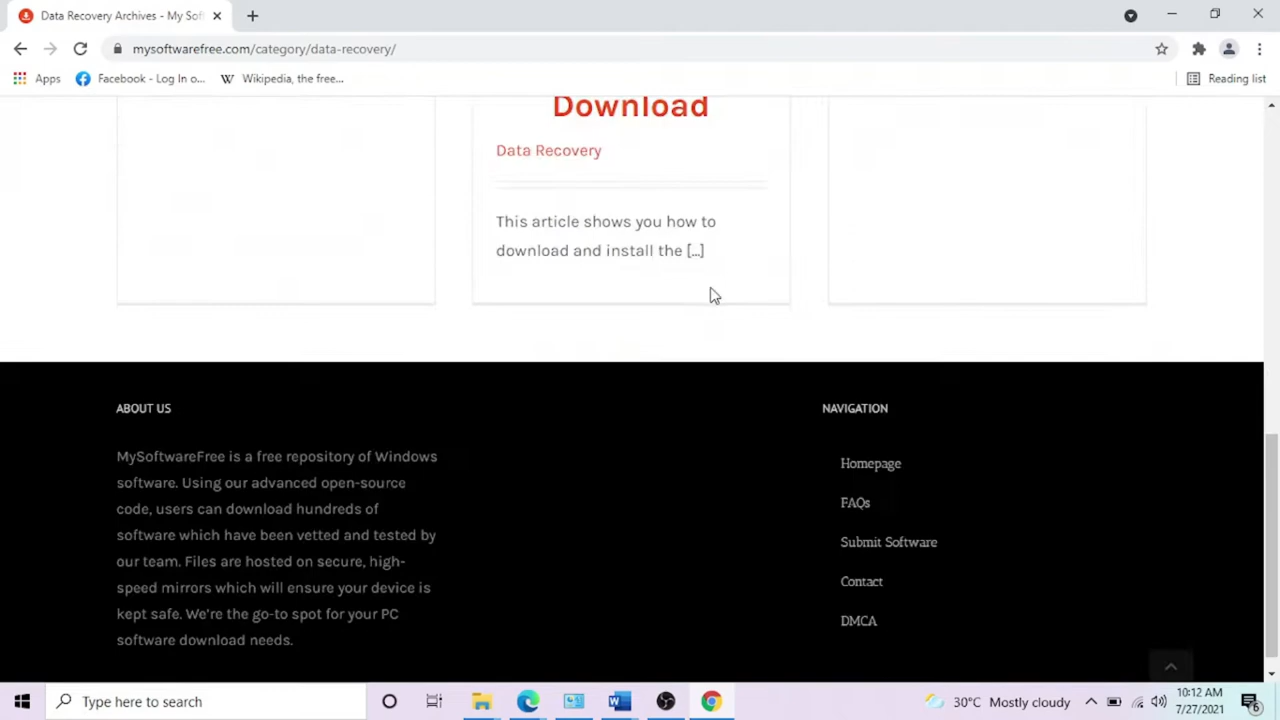 Data Recovery Archives - My Sof
mysoftwarefree.com/category/data-recovery/
Apps
Facebook - Log In o...
Wikipedia, the free...
Reading list
Download
Data Recovery
This article shows you how to
download and install the [...]
ABOUT US
MySoftwareFree is a free repository of Windows
software. Using our advanced open-source
code, users can download hundreds of
software which have been vetted and tested by
our team. Files are hosted on secure, high-
speed mirrors which will ensure your device is
kept safe. We're the go-to spot for your PC
software download needs.
NAVIGATION
Homepage
FAQs
Submit Software
Contact
DMCA
Type here to search
30°C Mostly cloudy
10:12 AM
7/27/2021
6